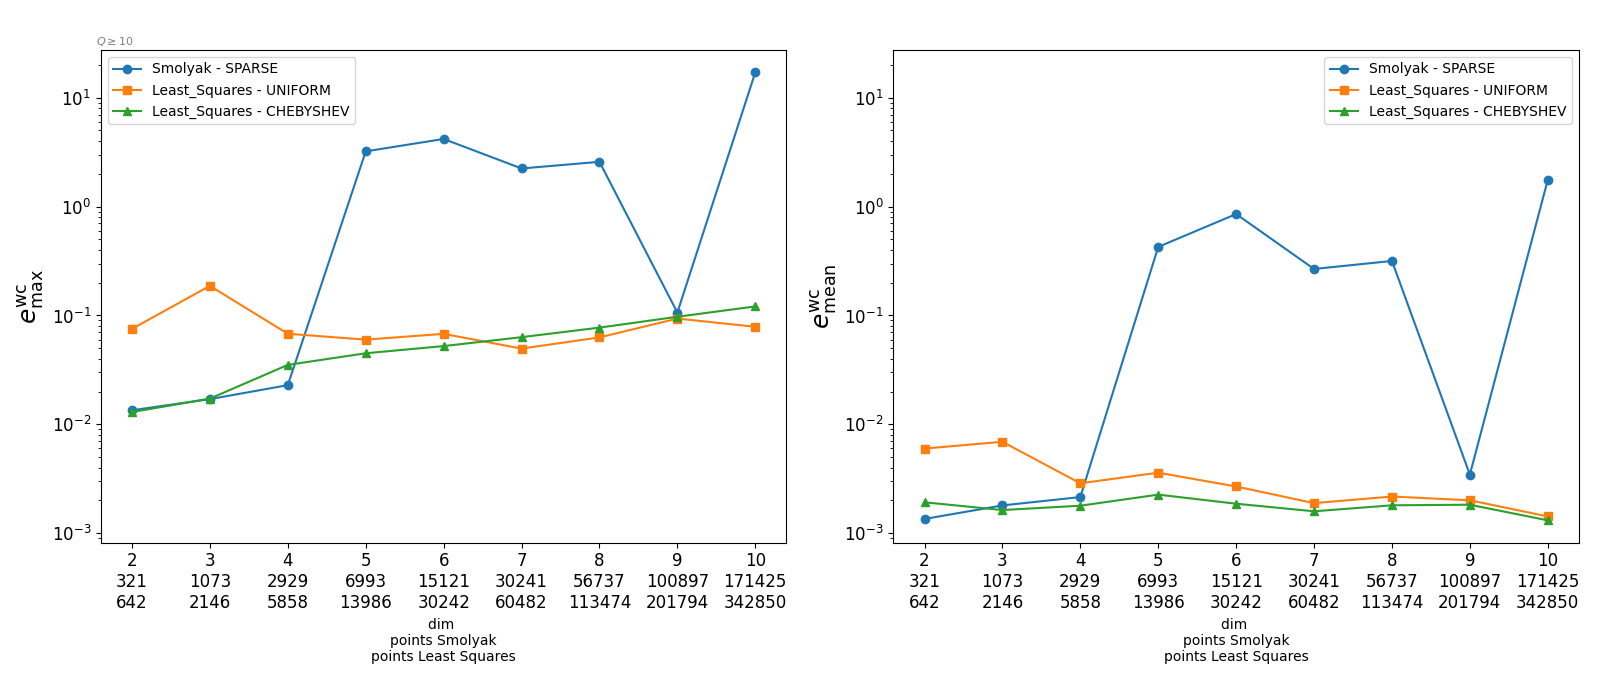 Q ≥ 10
Smolyak - SPARSE
Least_Squares - UNIFORM
Least_Squares - CHEBYSHEV
10^1
10^0
10^-1
10^-2
10^-3
e^wc_max
2 3 4 5 6 7 8 9 10
321 1073 2929 6993 15121 30241 56737 100897 171425
642 2146 5858 13986 30242 60482 113474 201794 342850
dim
points Smolyak
points Least Squares
Smolyak - SPARSE
Least_Squares - UNIFORM
Least_Squares - CHEBYSHEV
10^1
10^0
10^-1
10^-2
10^-3
e^wc_mean
2 3 4 5 6 7 8 9 10
321 1073 2929 6993 15121 30241 56737 100897 171425
642 2146 5858 13986 30242 60482 113474 201794 342850
dim
points Smolyak
points Least Squares